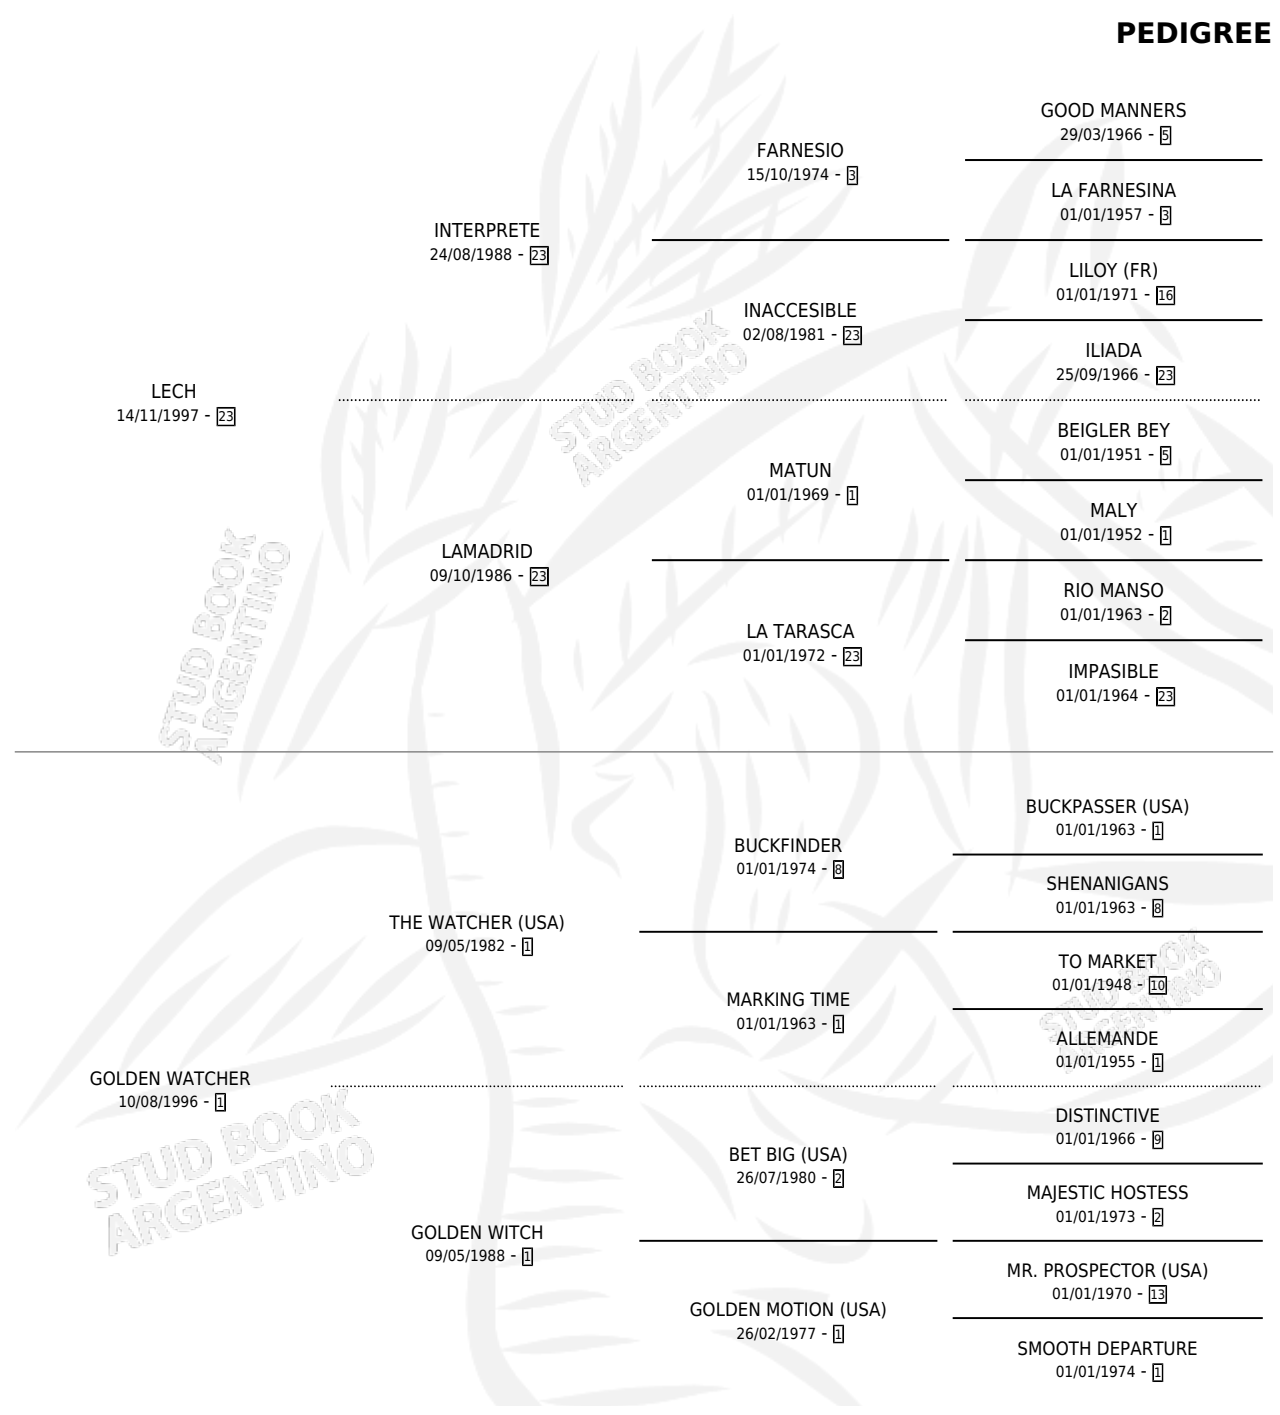 PEDIGREE
GOOD MANNERS
29/03/1966 - 5
FARNESIO
15/10/1974 - 3
LA FARNESINA
01/01/1957 - 3
INTERPRETE
24/08/1988 - 23
LILOY (FR)
01/01/1971 - 16
INACCESIBLE
02/08/1981 - 23
ILIADA
25/09/1966 - 23
LECH
14/11/1997 - 23
BEIGLER BEY
01/01/1951 - 5
MATUN
01/01/1969 - 1
MALY
01/01/1952 - 1
LAMADRID
09/10/1986 - 23
RIO MANSO
01/01/1963 - 2
LA TARASCA
01/01/1972 - 23
IMPASIBLE
01/01/1964 - 23
BUCKPASSER (USA)
01/01/1963 - 1
BUCKFINDER
01/01/1974 - 8
SHENANIGANS
01/01/1963 - 8
THE WATCHER (USA)
09/05/1982 - 1
TO MARKET
01/01/1948 - 10
MARKING TIME
01/01/1963 - 1
ALLEMANDE
01/01/1955 - 1
GOLDEN WATCHER
10/08/1996 - 1
DISTINCTIVE
01/01/1966 - 9
BET BIG (USA)
26/07/1980 - 2
MAJESTIC HOSTESS
01/01/1973 - 2
GOLDEN WITCH
09/05/1988 - 1
MR. PROSPECTOR (USA)
01/01/1970 - 13
GOLDEN MOTION (USA)
26/02/1977 - 1
SMOOTH DEPARTURE
01/01/1974 - 1
STUD BOOK
ARGENTINO
STUD BOOK
ARGENTINO
STUD BOOK
ARGENTINO
STUD BOOK
ARGENTINO